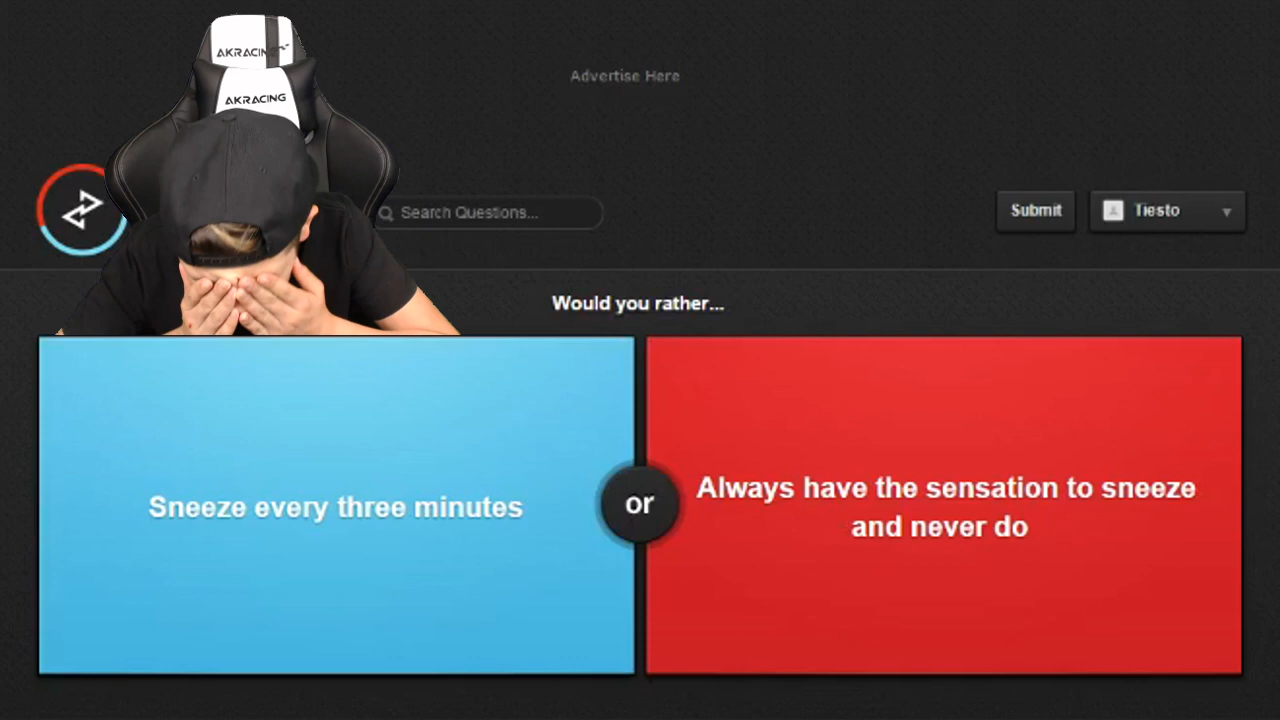 AKRACING
AKRACING
Advertise Here
Search Questions...
Submit
Tiesto
Would you rather...
Sneeze every three minutes
or
Always have the sensation to sneeze
and never do